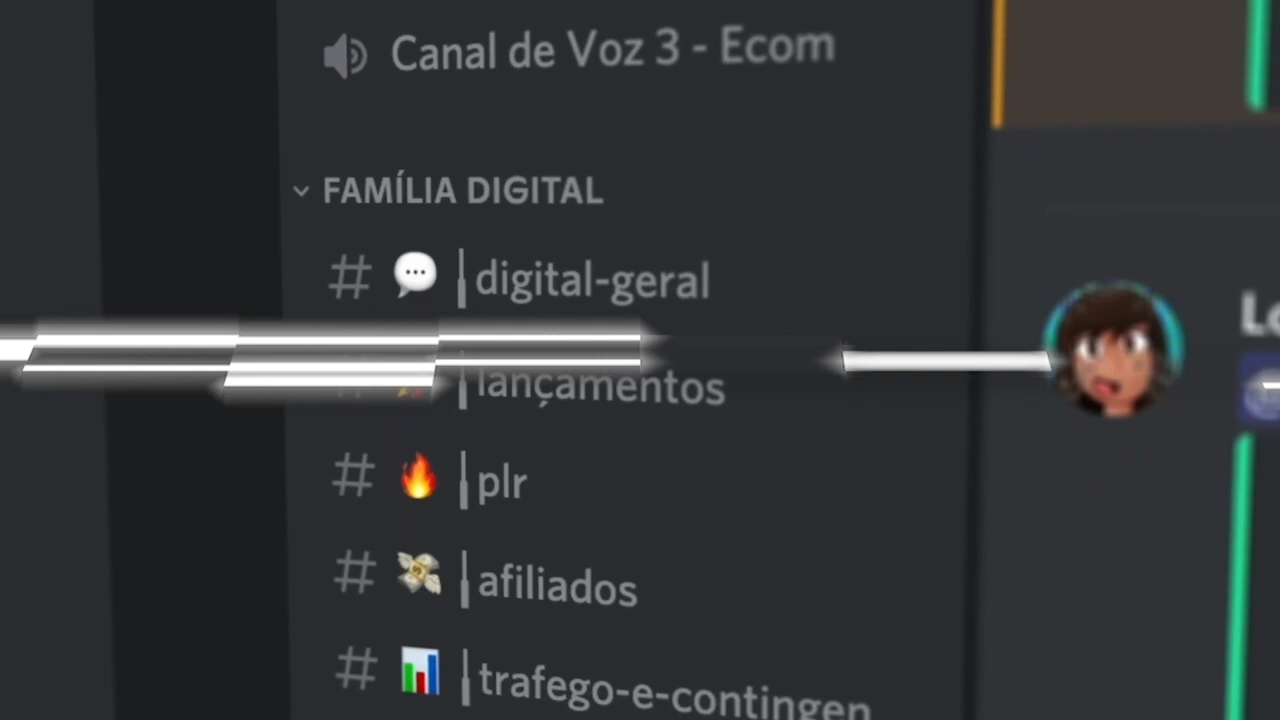 Canal de Voz 3 - Ecom
FAMÍLIA DIGITAL
digital-geral
lançamentos
plr
afiliados
trafego-e-contingen